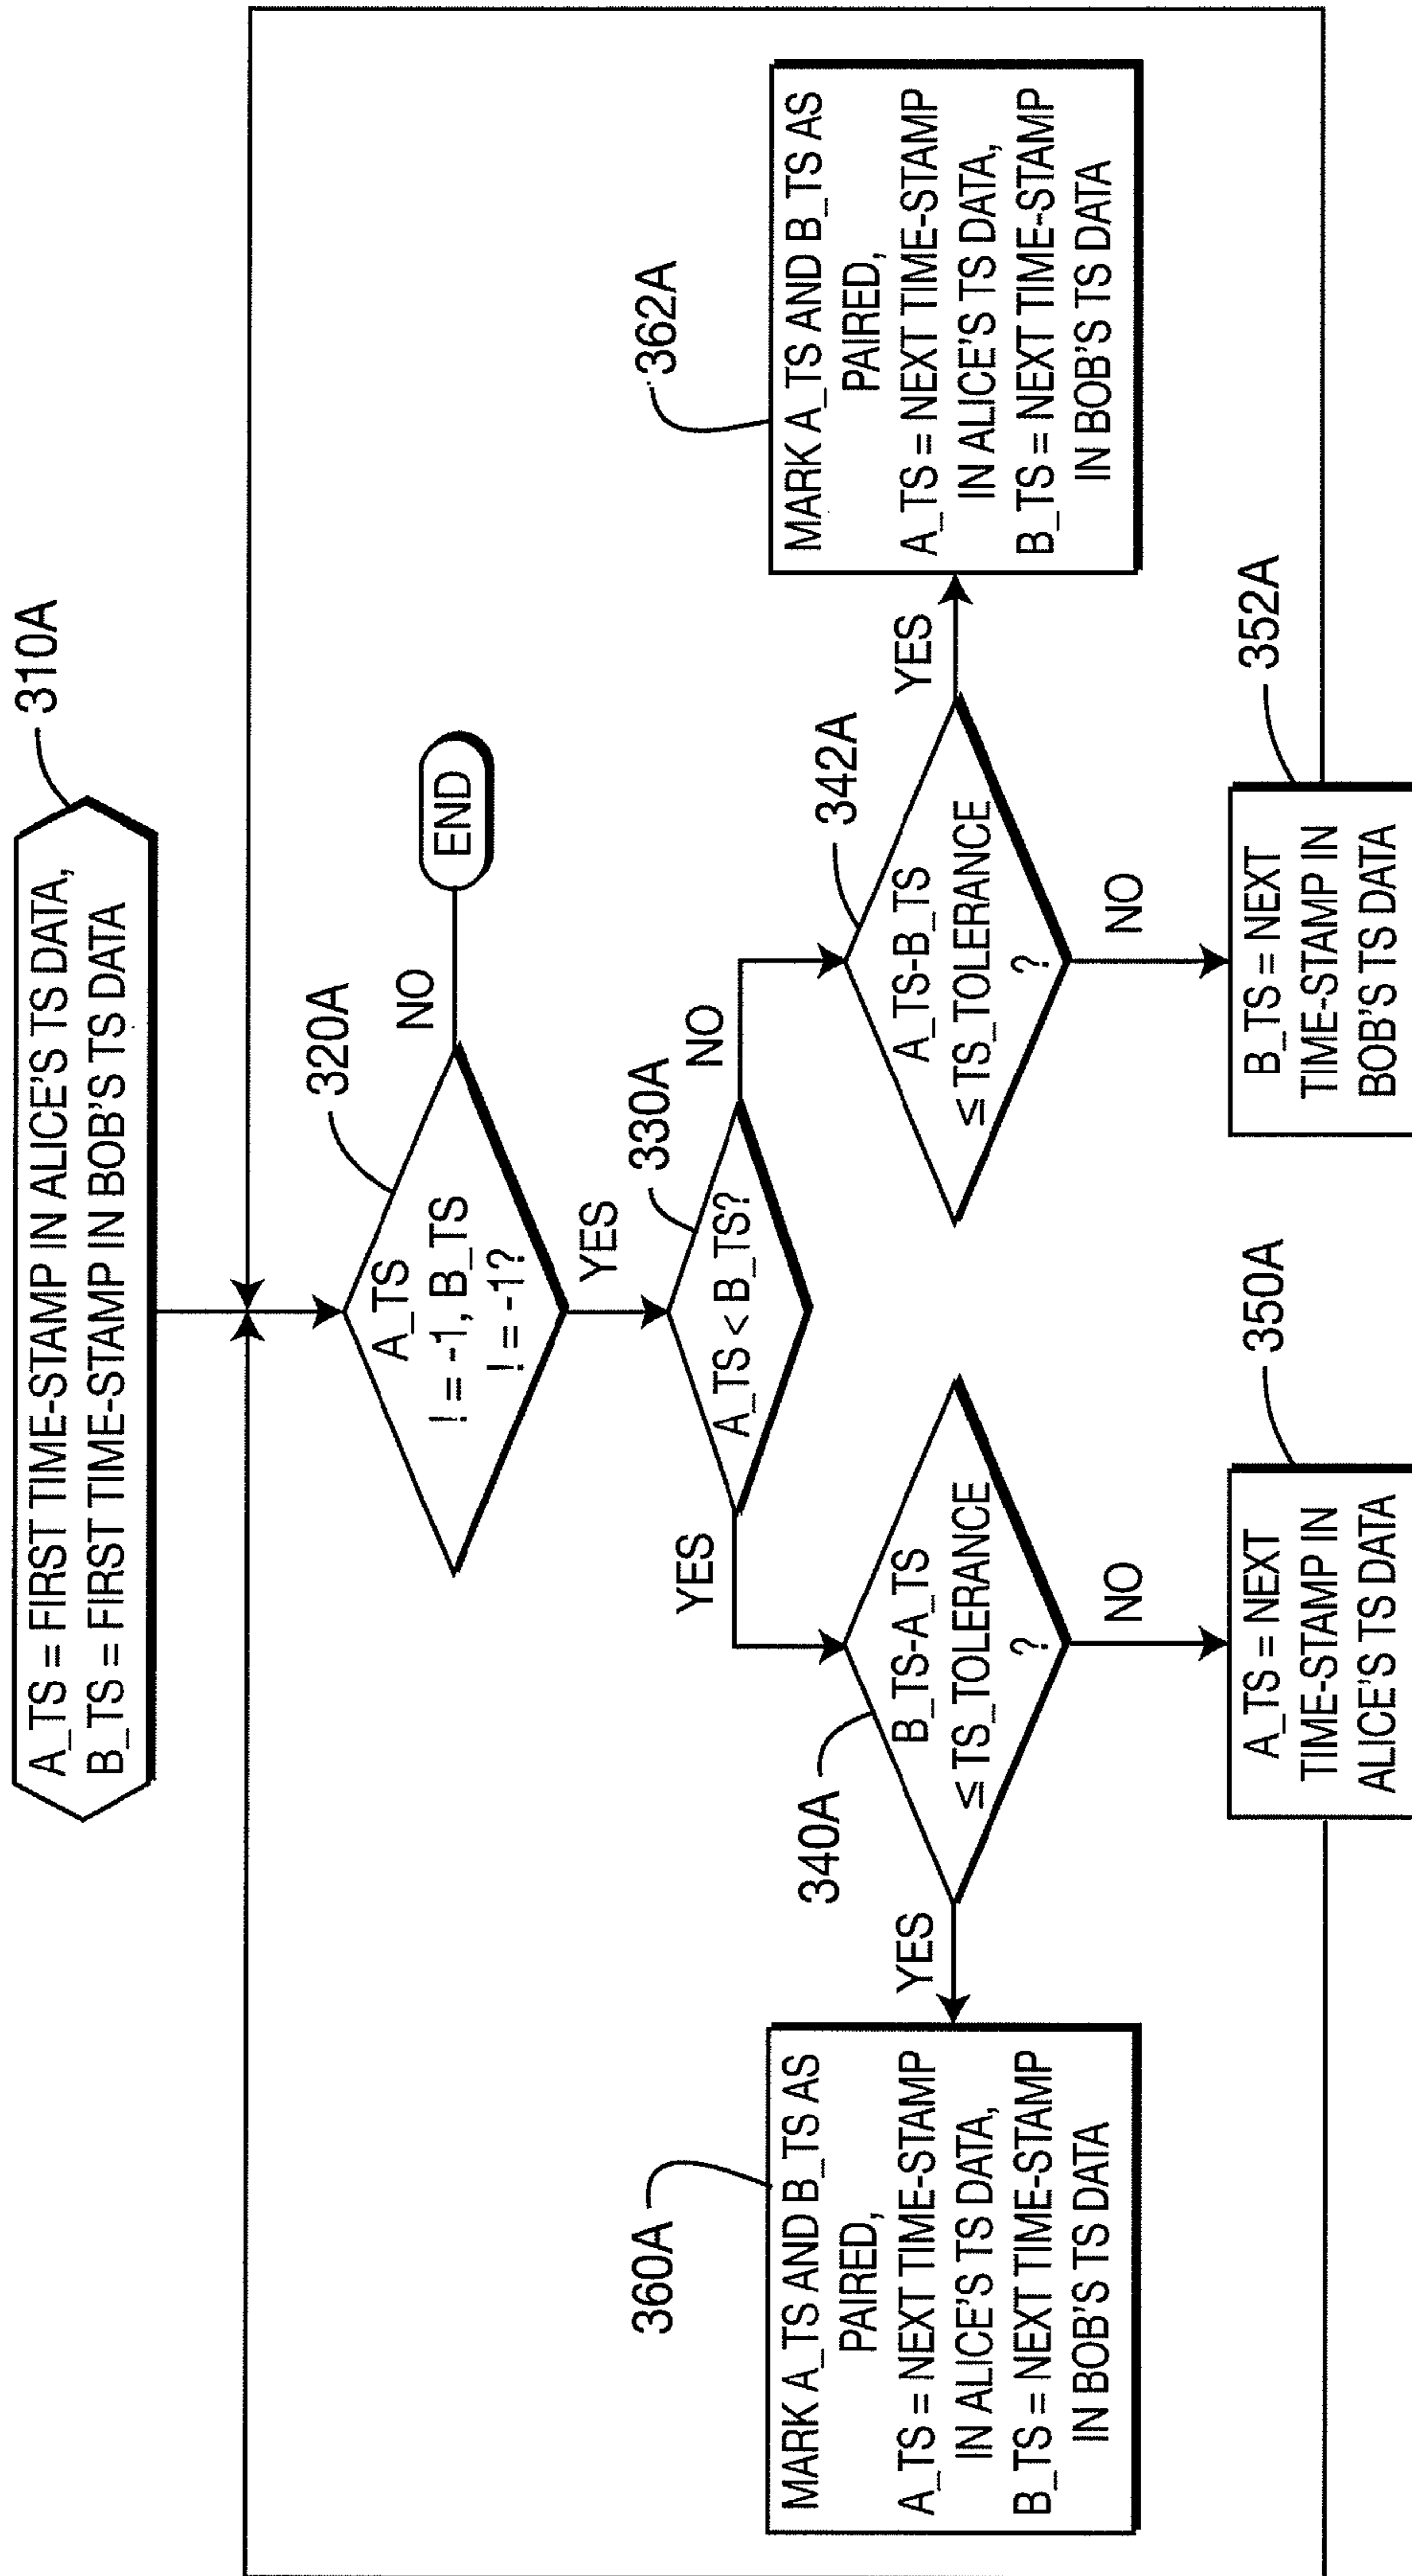 A_TS = FIRST TIME-STAMP IN ALICE'S TS DATA,
B_TS = FIRST TIME-STAMP IN BOB'S TS DATA
310A
A_TS
! = -1, B_TS
! = -1?
320A
NO
END
YES
A_TS < B_TS?
330A
YES
NO
B_TS-A_TS
≤ TS_TOLERANCE
?
340A
YES
NO
A_TS-B_TS
≤ TS_TOLERANCE
?
342A
YES
NO
MARK A_TS AND B_TS AS
PAIRED,
A_TS = NEXT TIME-STAMP
IN ALICE'S TS DATA,
B_TS = NEXT TIME-STAMP
IN BOB'S TS DATA
360A
MARK A_TS AND B_TS AS
PAIRED,
A_TS = NEXT TIME-STAMP
IN ALICE'S TS DATA,
B_TS = NEXT TIME-STAMP
IN BOB'S TS DATA
362A
A_TS = NEXT
TIME-STAMP IN
ALICE'S TS DATA
350A
B_TS = NEXT
TIME-STAMP IN
BOB'S TS DATA
352A